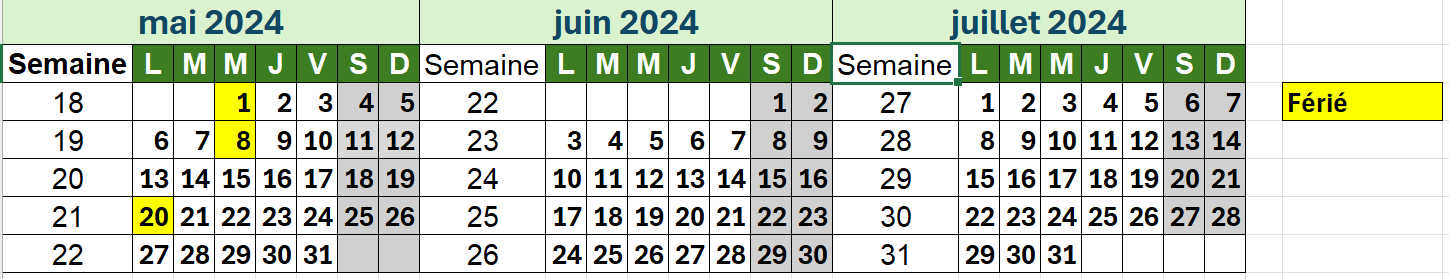 mai 2024 juin 2024 juillet 2024
Semaine L M M J V S D Semaine L M M J V S D Semaine L M M J V S D
18 1 2 3 4 5 22 1 2 27 1 2 3 4 5 6 7 Férié
19 6 7 8 9 10 11 12 23 3 4 5 6 7 8 9 28 8 9 10 11 12 13 14
20 13 14 15 16 17 18 19 24 10 11 12 13 14 15 16 29 15 16 17 18 19 20 21
21 20 21 22 23 24 25 26 25 17 18 19 20 21 22 23 30 22 23 24 25 26 27 28
22 27 28 29 30 31 26 24 25 26 27 28 29 30 31 29 30 31